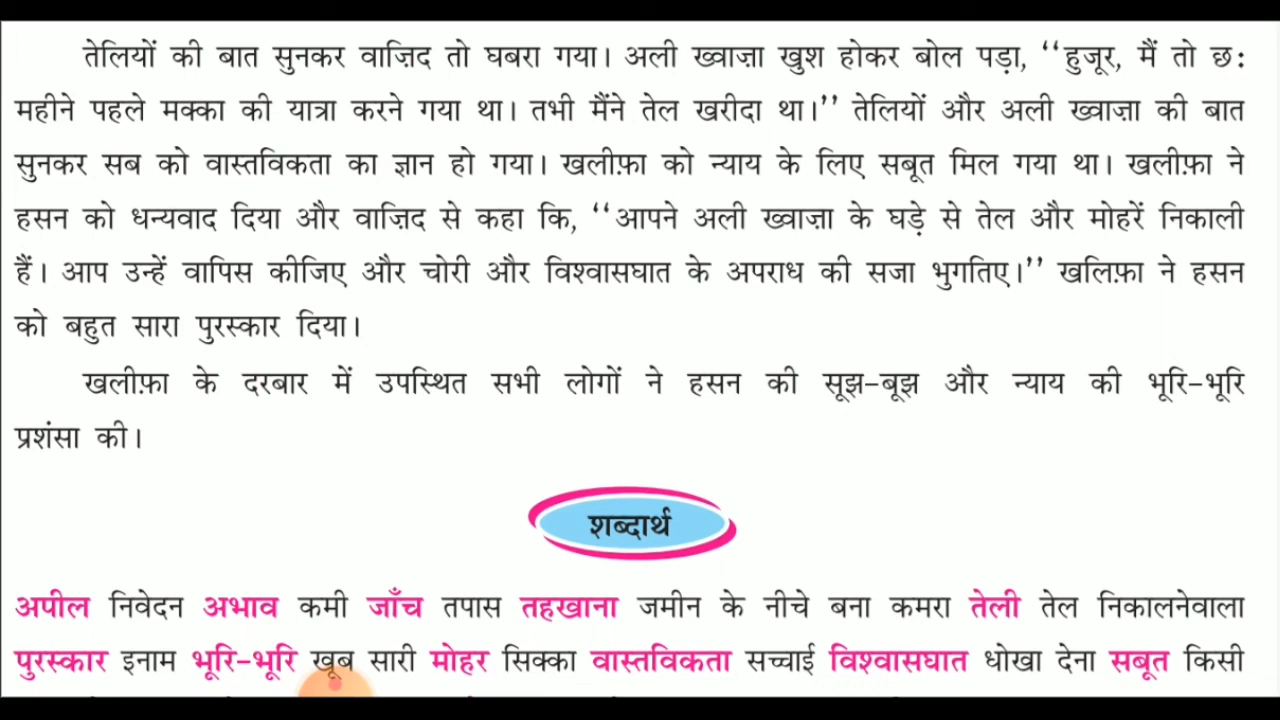 तेलियों की बात सुनकर वाज़िद तो घबरा गया। अली ख्वाज़ा खुश होकर बोल पड़ा, ‘‘हुजूर, मैं तो छः
महीने पहले मक्का की यात्रा करने गया था। तभी मैंने तेल खरीदा था।’’ तेलियों और अली ख्वाज़ा की बात
सुनकर सब को वास्तविकता का ज्ञान हो गया। खलीफ़ा को न्याय के लिए सबूत मिल गया था। खलीफ़ा ने
हसन को धन्यवाद दिया और वाज़िद से कहा कि, ‘‘आपने अली ख्वाज़ा के घड़े से तेल और मोहरें निकाली
हैं। आप उन्हें वापिस कीजिए और चोरी और विश्वासघात के अपराध की सजा भुगतिए।’’ खलिफ़ा ने हसन
को बहुत सारा पुरस्कार दिया।
खलीफ़ा के दरबार में उपस्थित सभी लोगों ने हसन की सूझ-बूझ और न्याय की भूरि-भूरि
प्रशंसा की।
शब्दार्थ
अपील निवेदन अभाव कमी जाँच तपास तहखाना जमीन के नीचे बना कमरा तेली तेल निकालनेवाला
पुरस्कार इनाम भूरि-भूरि खूब सारी मोहर सिक्का वास्तविकता सच्चाई विश्वासघात धोखा देना सबूत किसी